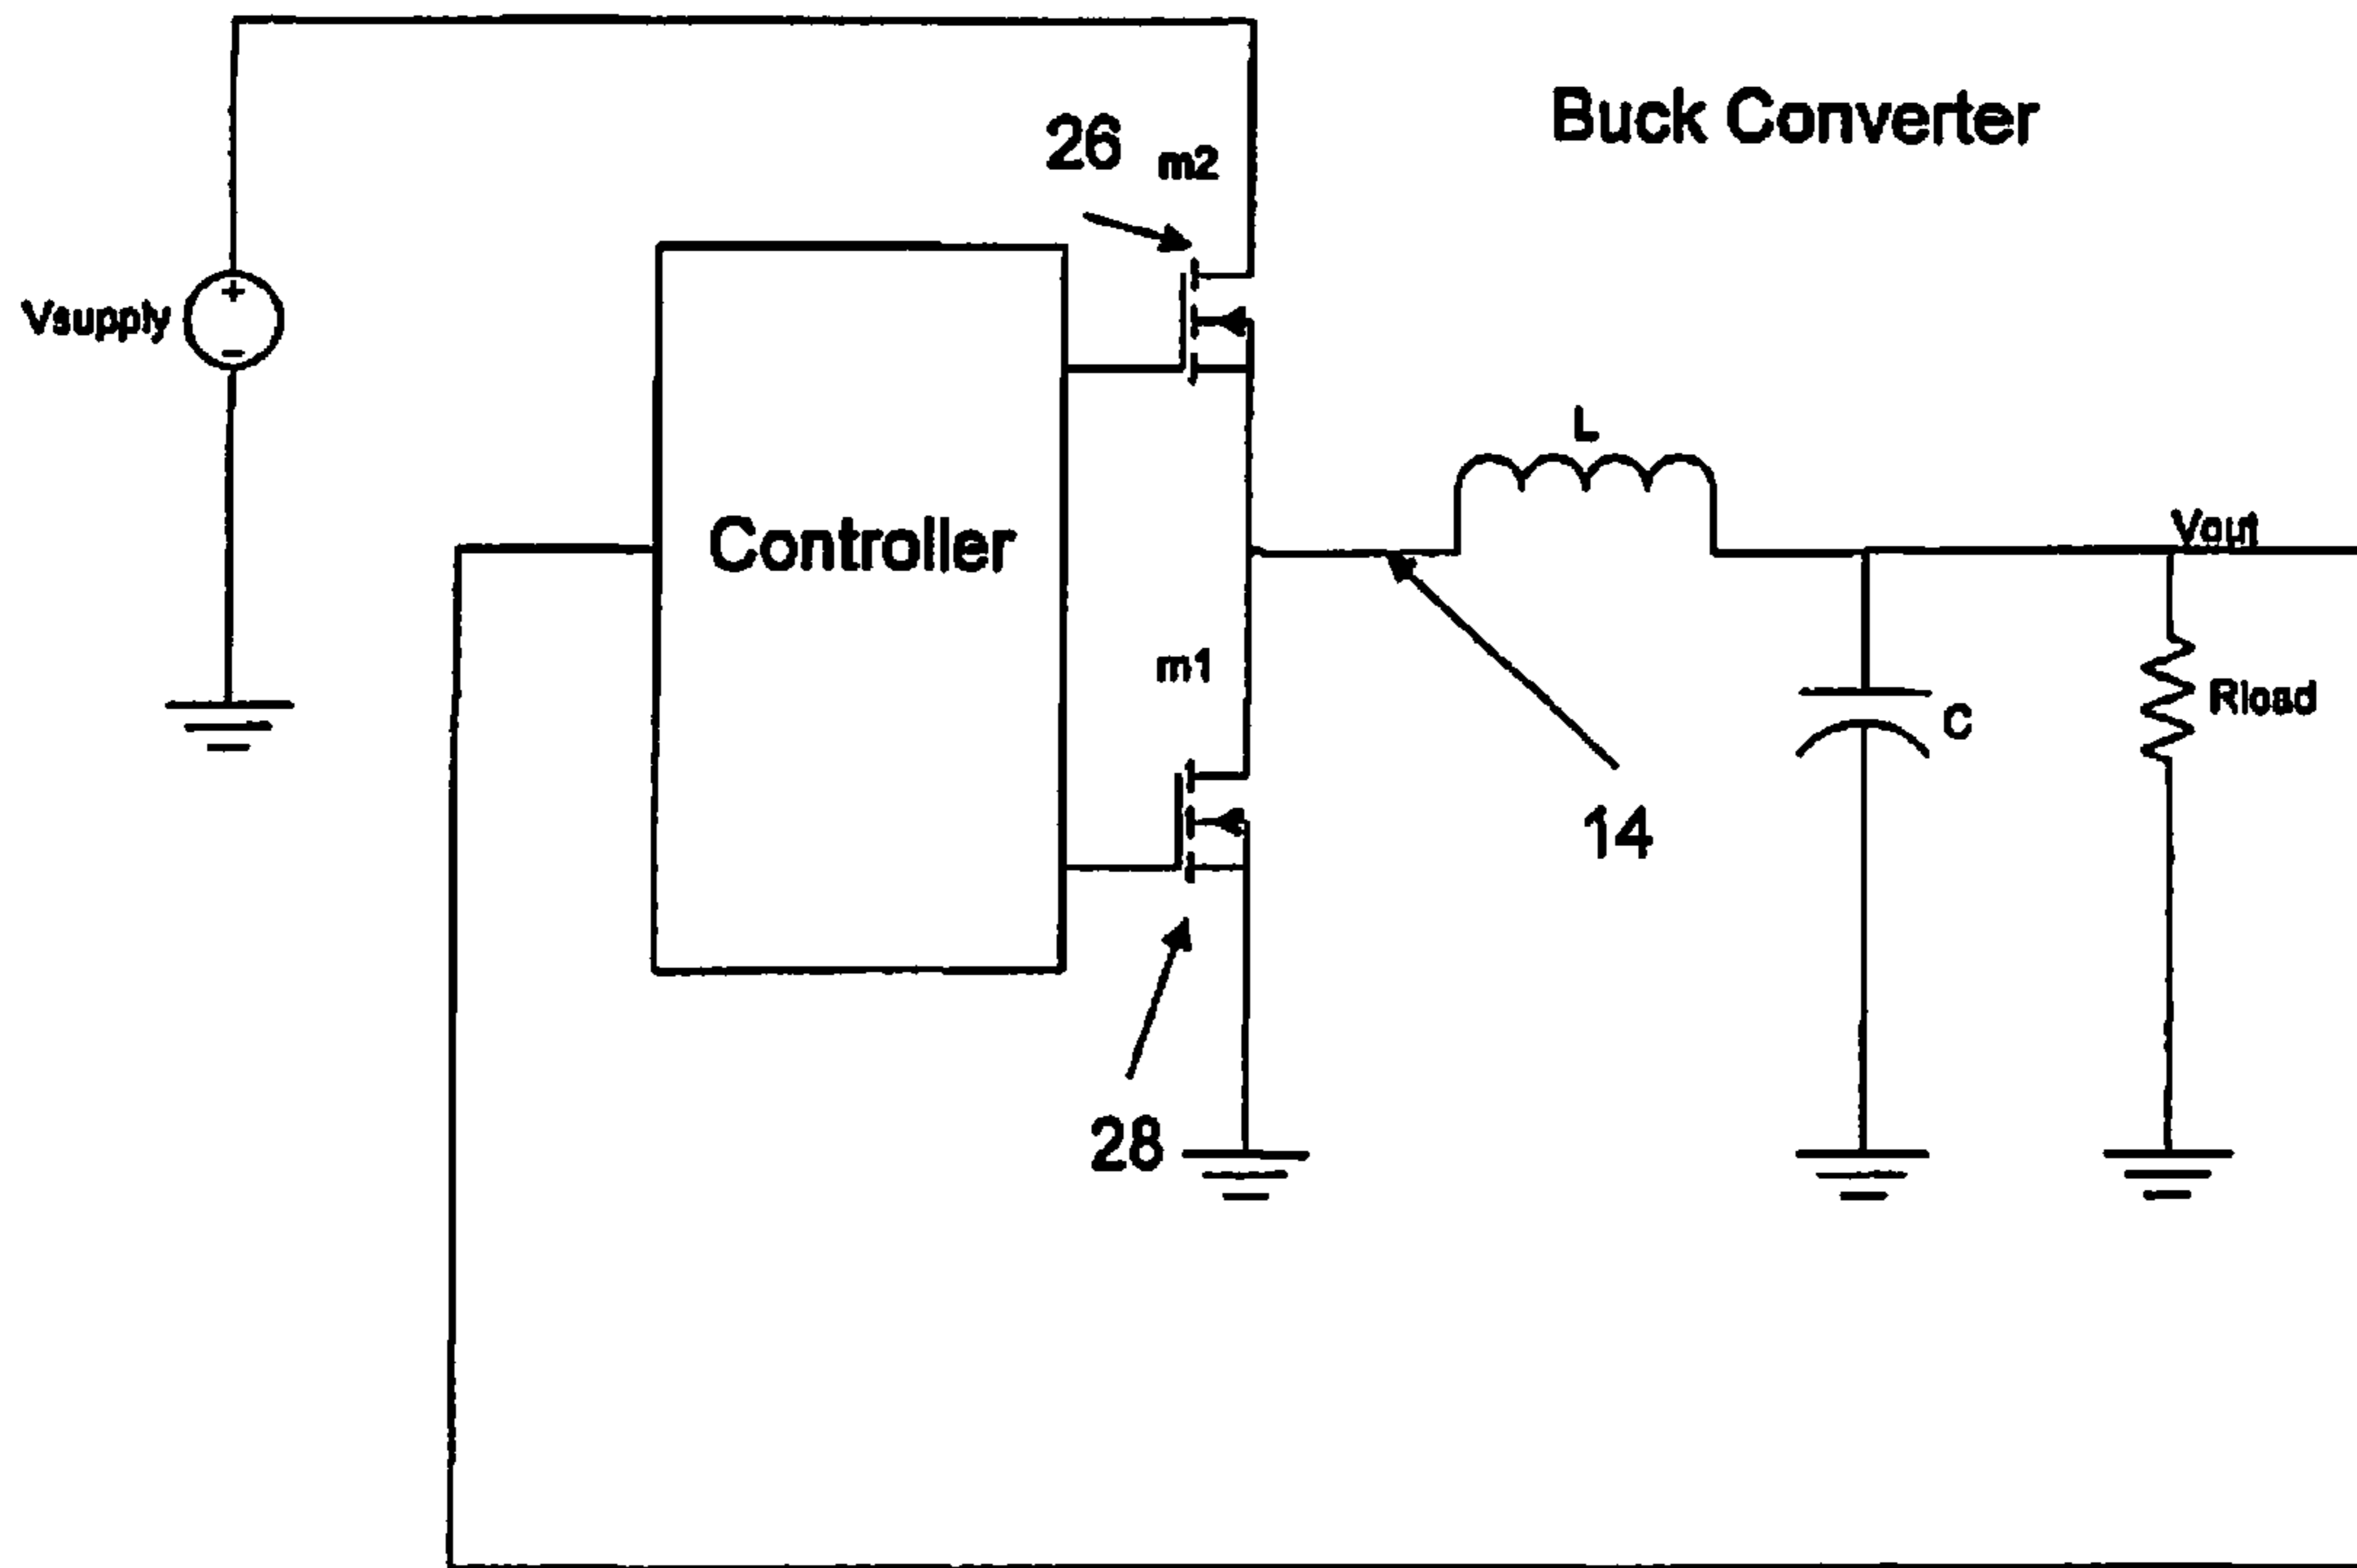 Buck Converter
26
m2
Vsupply
L
Controller
Vout
m1
Rload
C
14
28